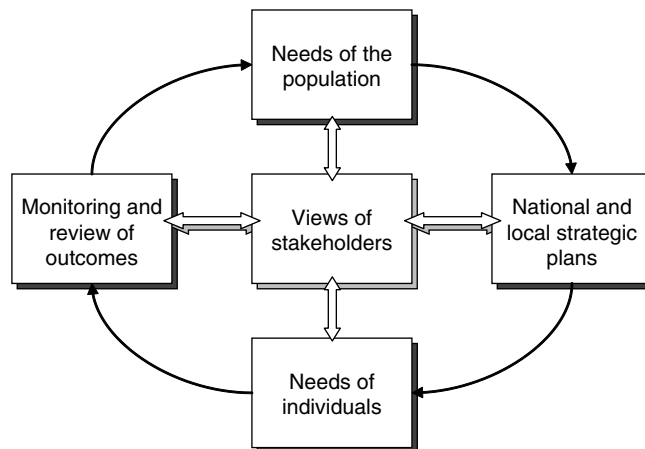 Needs of the
population
Monitoring and
review of
outcomes
Views of
stakeholders
National and
local strategic
plans
Needs of
individuals